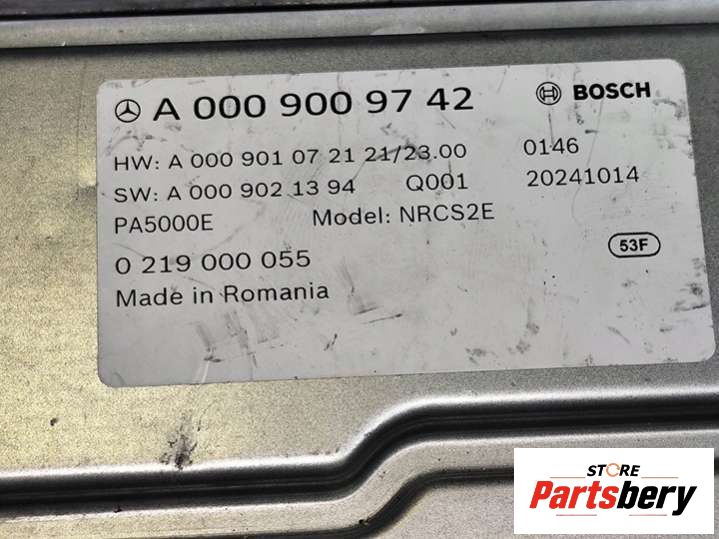 A 000 900 97 42
BOSCH
HW: A 000 901 07 21 21/23.00 0146
SW: A 000 902 13 94 Q001 20241014
PA5000E Model: NRCS2E
53F
0 219 000 055
Made in Romania
STORE
Partsbery